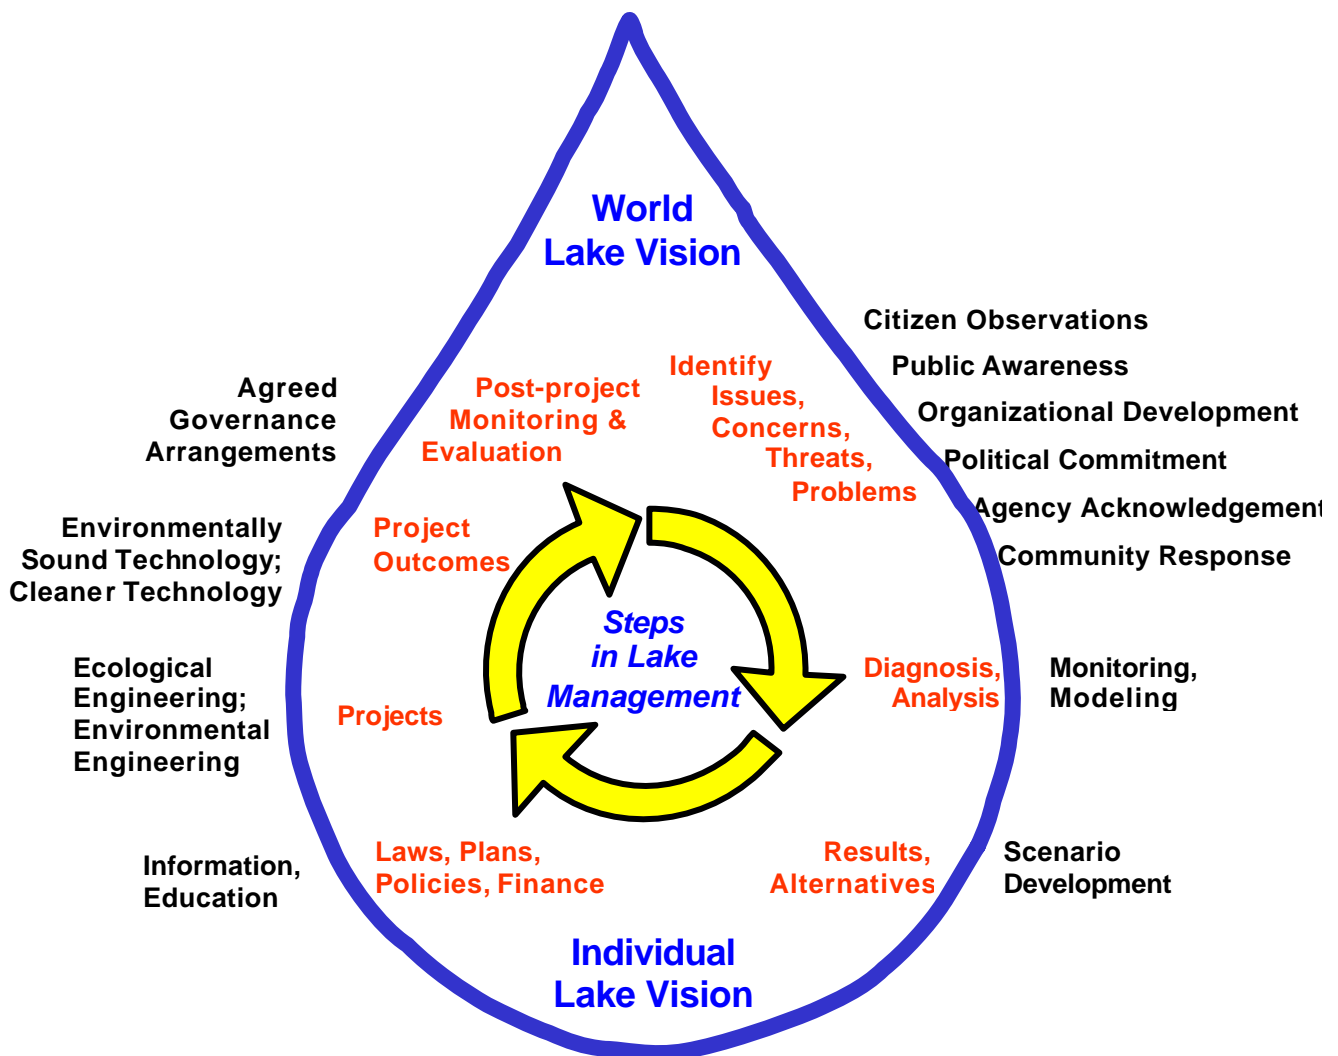 World
Lake Vision
Citizen Observations
Public Awareness
Organizational Development
Political Commitment
Agency Acknowledgement
Community Response
Identify
Issues,
Concerns,
Threats,
Problems
Post-project
Monitoring &
Evaluation
Agreed
Governance
Arrangements
Environmentally
Sound Technology;
Cleaner Technology
Project
Outcomes
Steps
in Lake
Management
Diagnosis,
Analysis
Monitoring,
Modeling
Ecological
Engineering;
Environmental
Engineering
Projects
Information,
Education
Laws, Plans,
Policies, Finance
Results,
Alternatives
Scenario
Development
Individual
Lake Vision